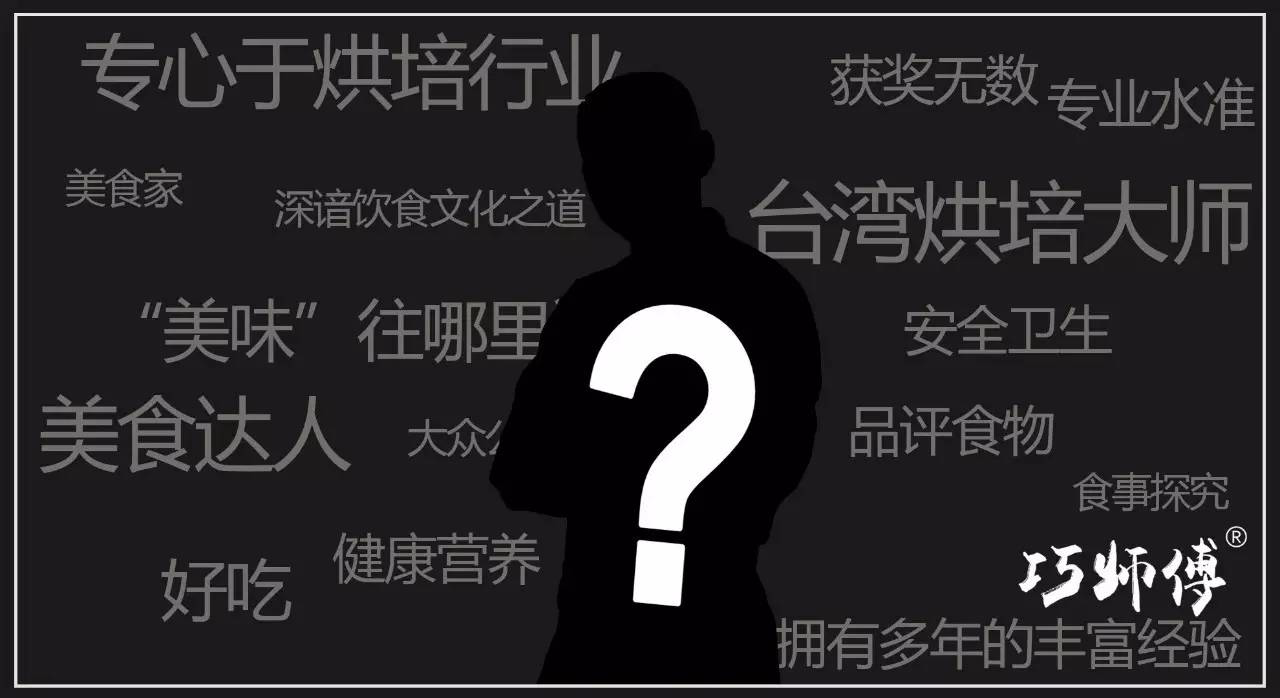 专心于烘培行业
获奖无数
专业水准
美食家
深谙饮食文化之道
台湾烘培大师
“美味”往哪里
安全卫生
美食达人
大众
品评食物
食事探究
健康营养
好吃
巧师傅®
拥有多年的丰富经验